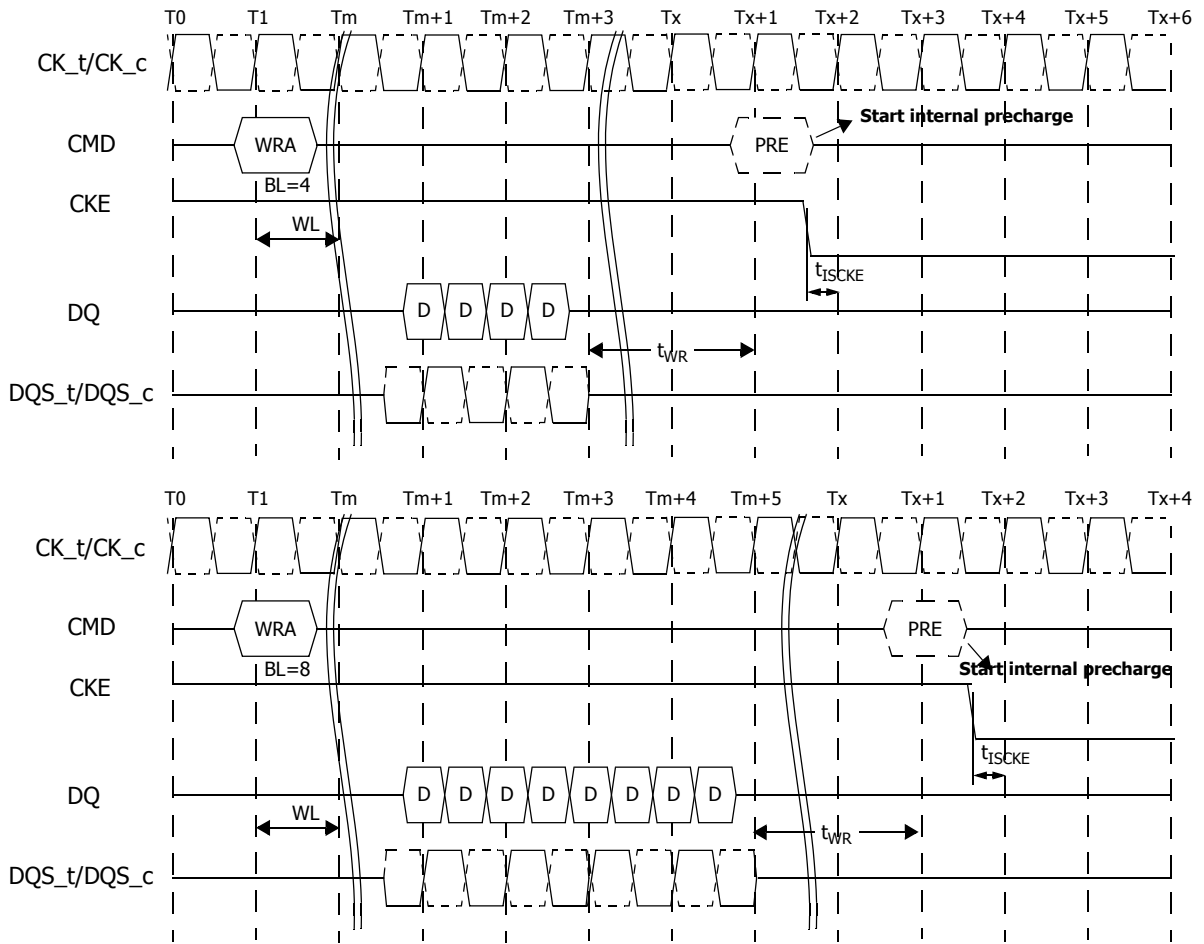 T0 T1 Tm Tm+1 Tm+2 Tm+3 Tx Tx+1 Tx+2 Tx+3 Tx+4 Tx+5 Tx+6
CK_t/CK_c
Start internal precharge
CMD WRA PRE
BL=4
CKE
WL
tISCKE
DQ D D D D
tWR
DQS_t/DQS_c
T0 T1 Tm Tm+1 Tm+2 Tm+3 Tm+4 Tm+5 Tx Tx+1 Tx+2 Tx+3 Tx+4
CK_t/CK_c
CMD WRA PRE
BL=8 Start internal precharge
CKE
tISCKE
DQ D D D D D D D D
WL
tWR
DQS_t/DQS_c